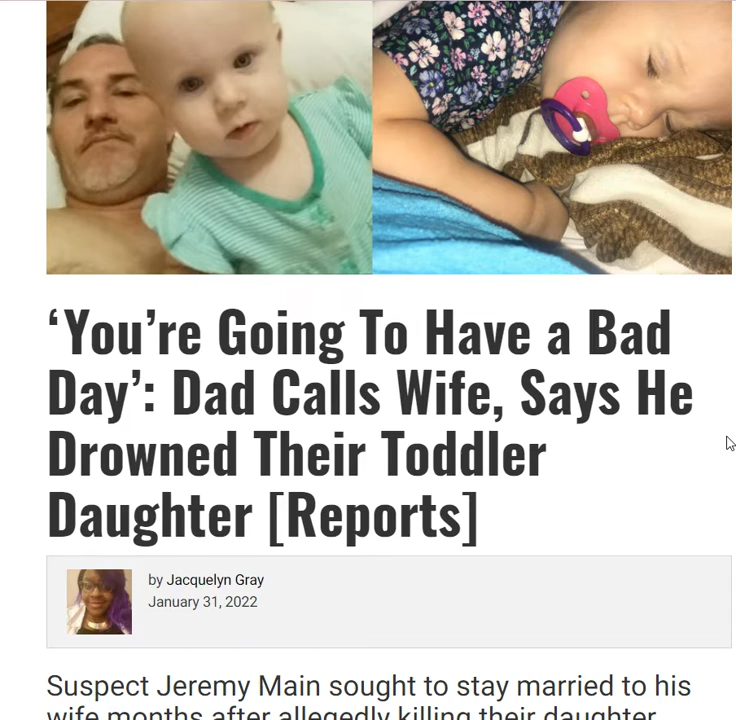 ‘You’re Going To Have a Bad
Day’: Dad Calls Wife, Says He
Drowned Their Toddler
Daughter [Reports]
by Jacquelyn Gray
January 31, 2022
Suspect Jeremy Main sought to stay married to his
wife months after allegedly killing their daughter